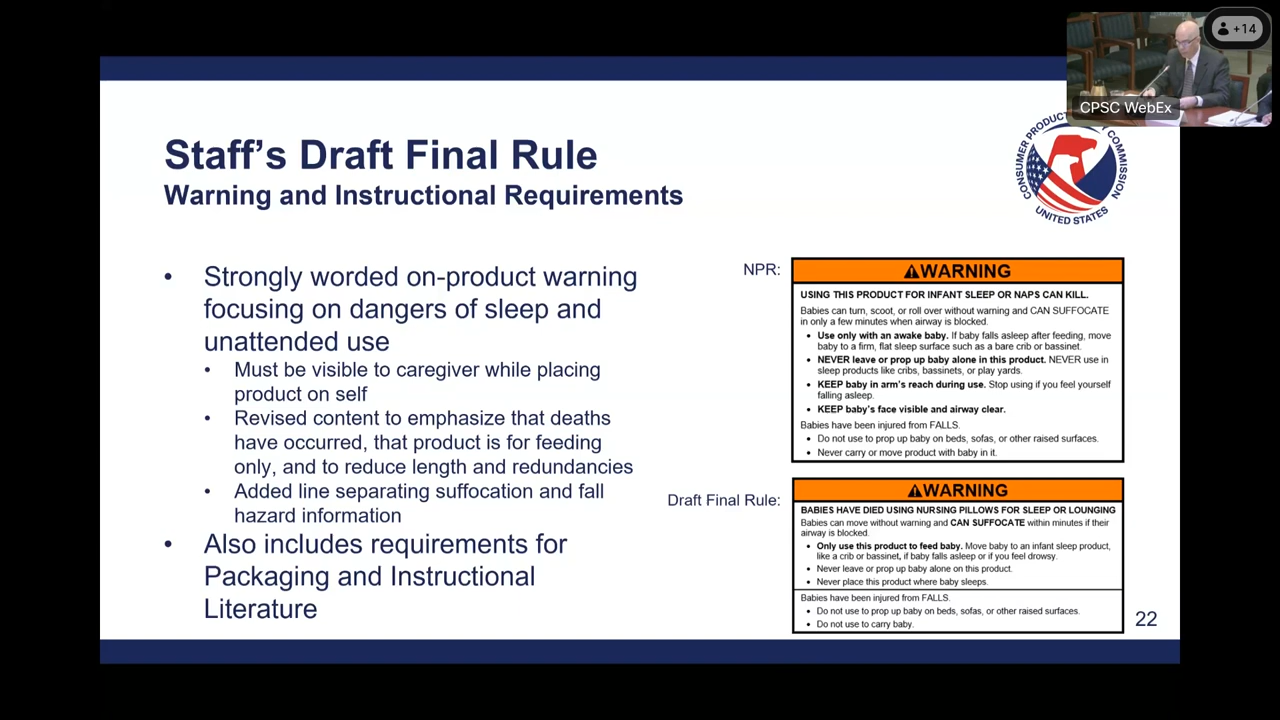 +14
CPSC WebEx
CONSUMER PRODUCT SAFETY COMMISSION
UNITED STATES
Staff's Draft Final Rule
Warning and Instructional Requirements
• Strongly worded on-product warning
focusing on dangers of sleep and
unattended use
• Must be visible to caregiver while placing
product on self
• Revised content to emphasize that deaths
have occurred, that product is for feeding
only, and to reduce length and redundancies
• Added line separating suffocation and fall
hazard information
• Also includes requirements for
Packaging and Instructional
Literature
NPR:
WARNING
USING THIS PRODUCT FOR INFANT SLEEP OR NAPS CAN KILL.
Babies can turn, scoot, or roll over without warning and CAN SUFFOCATE
in only a few minutes when airway is blocked.
• Use only with an awake baby. If baby falls asleep after feeding, move
baby to a firm, flat sleep surface such as a bare crib or bassinet.
• NEVER leave or prop up baby alone in this product. NEVER use in
sleep products like cribs, bassinets, or play yards.
• KEEP baby in arm's reach during use. Stop using if you feel yourself
falling asleep.
• KEEP baby's face visible and airway clear.
Babies have been injured from FALLS.
• Do not use to prop up baby on beds, sofas, or other raised surfaces.
• Never carry or move product with baby in it.
Draft Final Rule:
WARNING
BABIES HAVE DIED USING NURSING PILLOWS FOR SLEEP OR LOUNGING
Babies can move without warning and CAN SUFFOCATE within minutes if their
airway is blocked.
• Only use this product to feed baby. Move baby to an infant sleep product,
like a crib or bassinet, if baby falls asleep or if you feel drowsy.
• Never leave or prop up baby alone on this product.
• Never place this product where baby sleeps.
Babies have been injured from FALLS.
• Do not use to prop up baby on beds, sofas, or other raised surfaces.
• Do not use to carry baby.
22